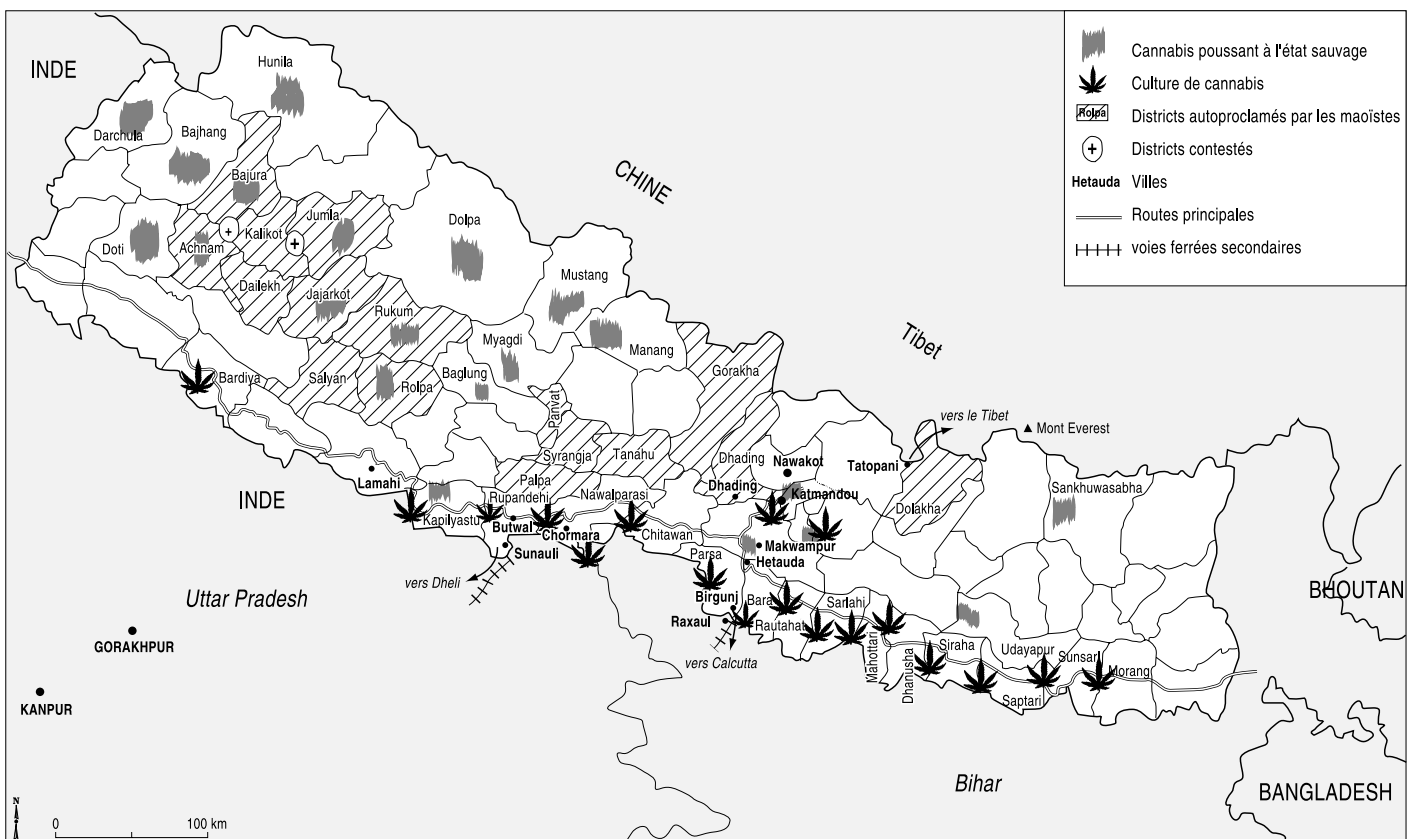 INDE
Hunila
Darchula
Bajhang
Bajura
CHINE
Doti
Achnam
Kalikot
Jumla
Dolpa
Dailekh
Jajarkot
Mustang
Rukum
Tibet
Myagdi
Manang
Bardiya
Salyan
Rolpa
Baglung
Gorakha
Panvat
vers le Tibet
Mont Everest
Syrangja
Tanahu
Dhading
Nawakot
Tatopani
Lamahi
Palpa
Dhading
Sankhuwasabha
INDE
Rupandehi
Nawalparasi
Katmandou
Dolakha
Kapilyastu
Butwal
Chormara
Chitawan
Makwampur
Sunauli
Parsa
Hetauda
vers Dheli
Uttar Pradesh
Birgunj
Bara
Sarlahi
BHOUTAN
Raxaul
Rautahat
GORAKHPUR
vers Calcutta
Mahottari
Dhanusha
Siraha
Udayapur
Sunsari
Morang
Saptari
KANPUR
Bihar
BANGLADESH
N
0 100 km
Cannabis poussant à l'état sauvage
Culture de cannabis
Rolpa Districts autoproclamés par les maoïstes
Districts contestés
Hetauda Villes
Routes principales
voies ferrées secondaires